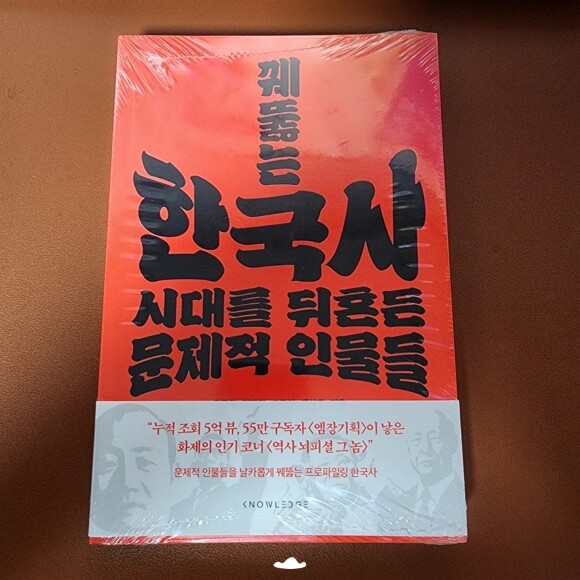 꿰뚫는
한국사
시대를 뒤흔든
문제적 인물들
“누적 조회 5억 뷰, 55만 구독자 〈엠장기획〉이 낳은
화제의 인기 코너 〈역사 뇌피셜 그놈〉”
문제적 인물들을 날카롭게 꿰뚫는 프로파일링 한국사
KNOWLEDGE